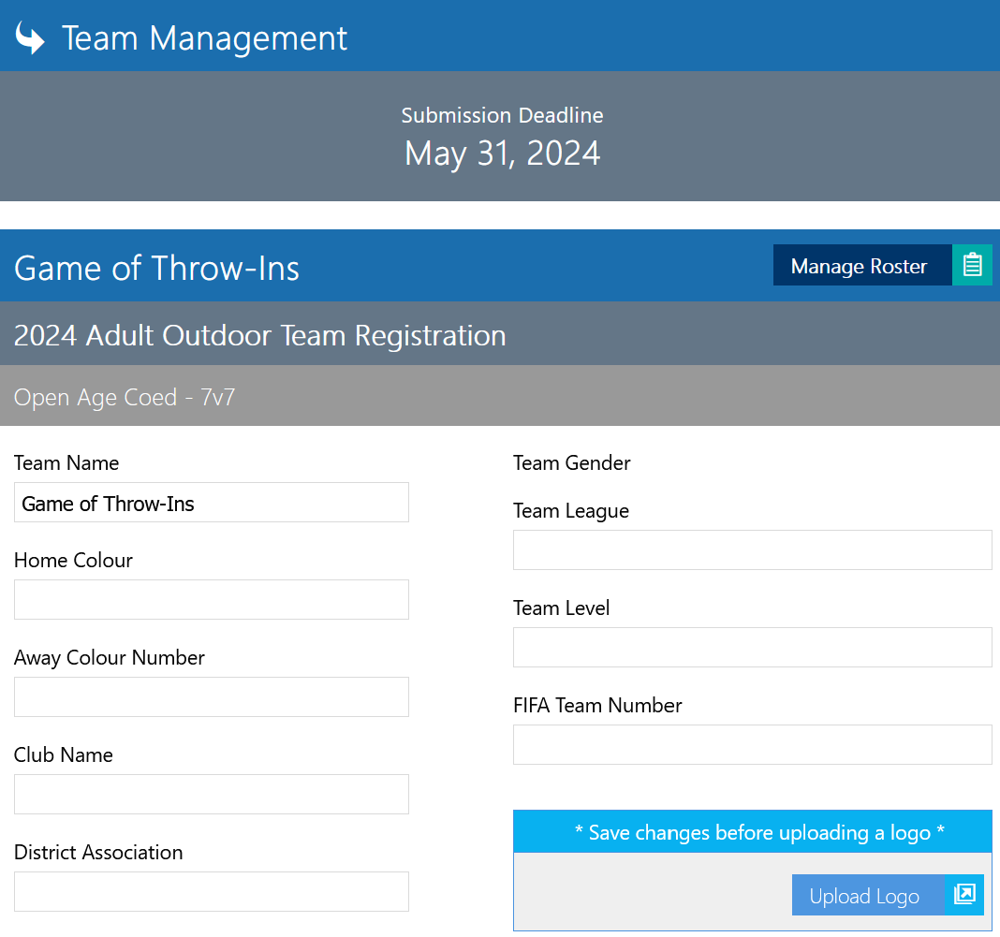 Team Management
Submission Deadline
May 31, 2024
Game of Throw-Ins
Manage Roster
2024 Adult Outdoor Team Registration
Open Age Coed - 7v7
Team Name
Game of Throw-Ins
Home Colour
Away Colour Number
Club Name
District Association
Team Gender
Team League
Team Level
FIFA Team Number
* Save changes before uploading a logo *
Upload Logo